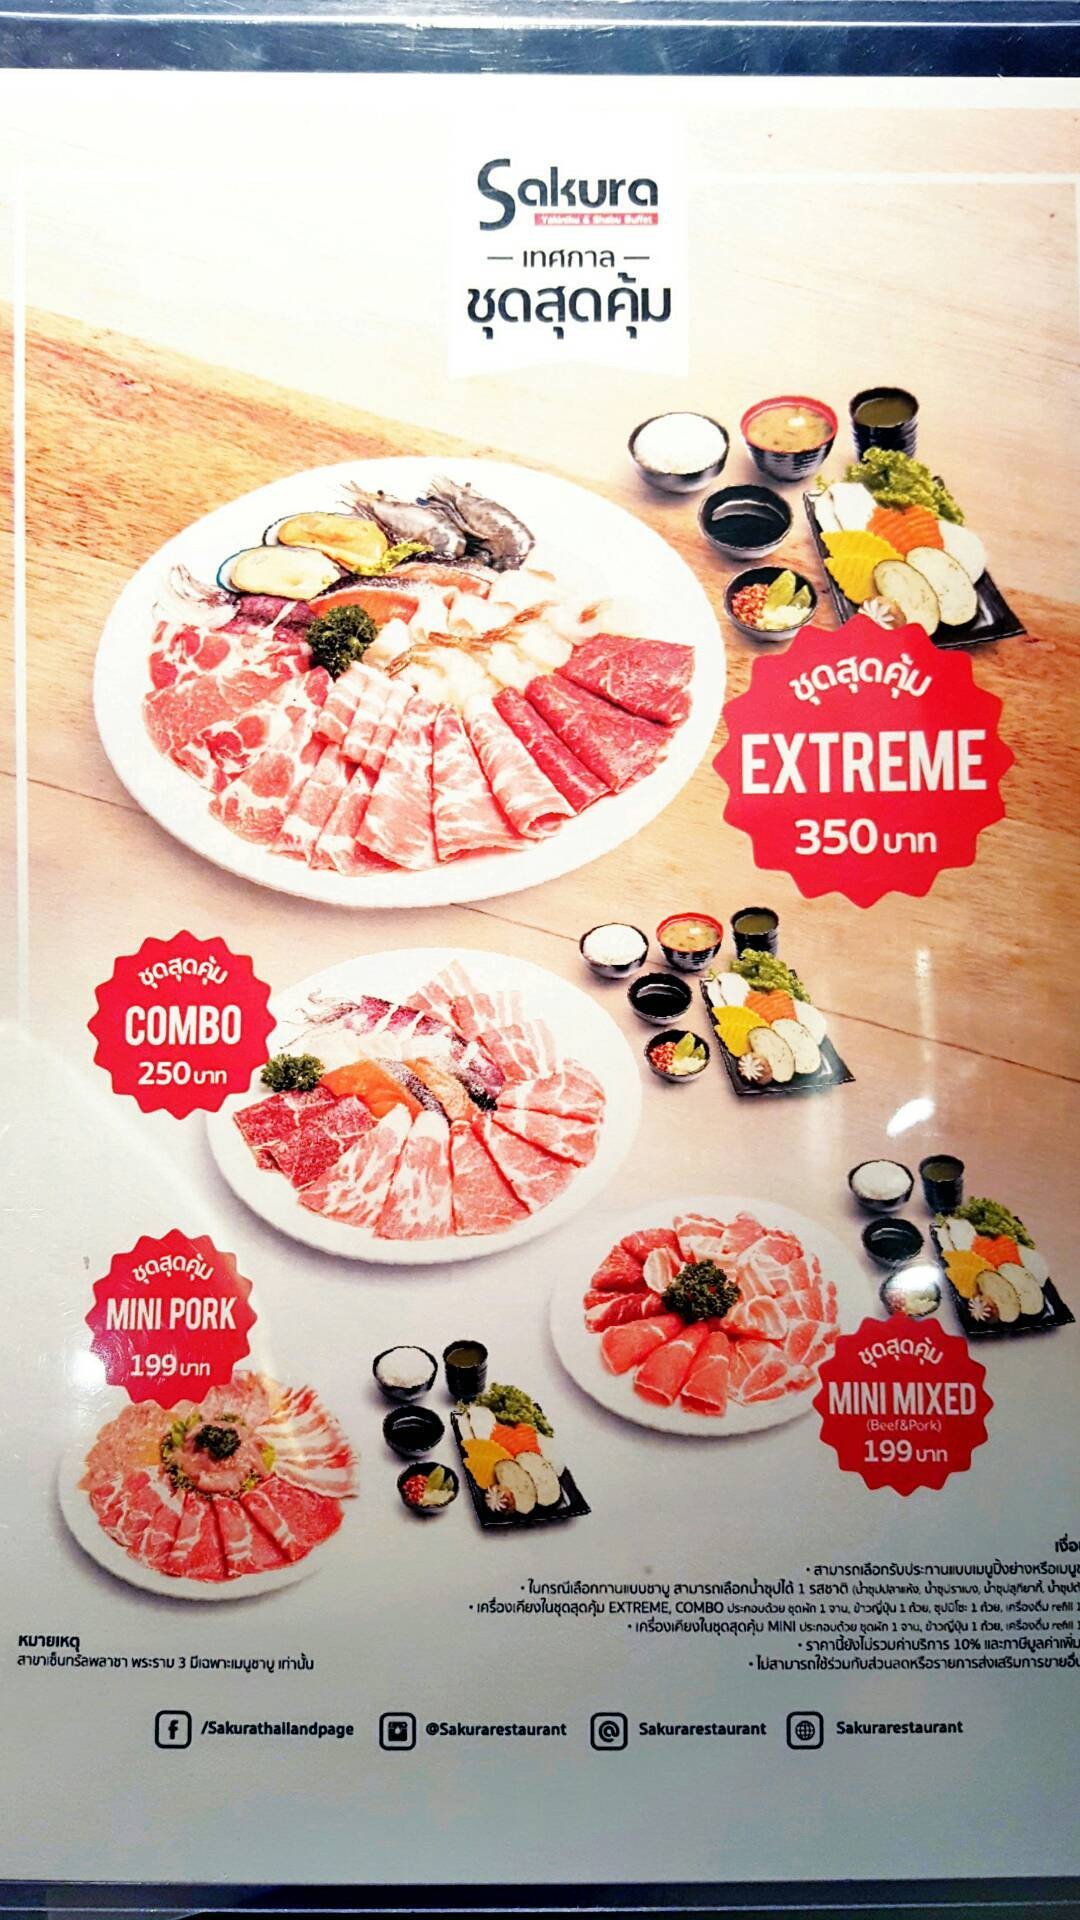 Sakura
Yakiniku & Shabu Buffet
— เทศกาล —
ชุดสุดคุ้ม
ชุดสุดคุ้ม
EXTREME
350 บาท
ชุดสุดคุ้ม
COMBO
250 บาท
ชุดสุดคุ้ม
MINI PORK
199 บาท
ชุดสุดคุ้ม
MINI MIXED
(Beef&Pork)
199 บาท
• สามารถเลือกรับประทานแบบเมนูปิ้งย่างหรือเมนู
• ในกรณีเลือกทานแบบชาบู สามารถเลือกน้ำซุปได้ 1 รสชาติ (น้ำซุปปลาแห้ง, น้ำซุปราเมง, น้ำซุปสุกียากี้,
• เครื่องเคียงในชุดสุดคุ้ม EXTREME, COMBO ประกอบด้วย ชุดผัก 1 จาน, ข้าวญี่ปุ่น 1 ถ้วย, ซุปมิโซะ 1 ถ้วย, เครื่องดื่ม refill
• เครื่องเคียงในชุดสุดคุ้ม MINI ประกอบด้วย ชุดผัก 1 จาน, ข้าวญี่ปุ่น 1 ถ้วย, เครื่องดื่ม refill
• ราคานี้ยังไม่รวมค่าบริการ 10% และภาษีมูลค่าเพิ่ม
• ไม่สามารถใช้ร่วมกับส่วนลดหรือรายการส่งเสริมการขายอื่น
หมายเหตุ
สาขาเซ็นทรัลพลาซา พระราม 3 มีเฉพาะเมนูชาบู เท่านั้น
/Sakurathailandpage @Sakurarestaurant Sakurarestaurant Sakurarestaurant